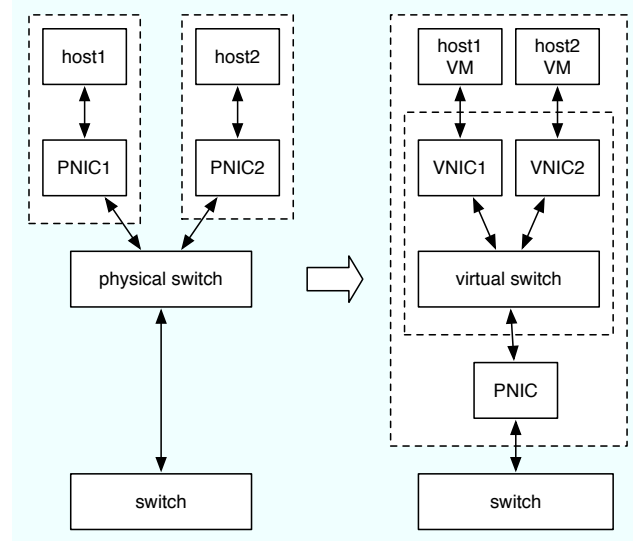 host1
host2
PNIC1
PNIC2
physical switch
switch
host1
VM
host2
VM
VNIC1
VNIC2
virtual switch
PNIC
switch